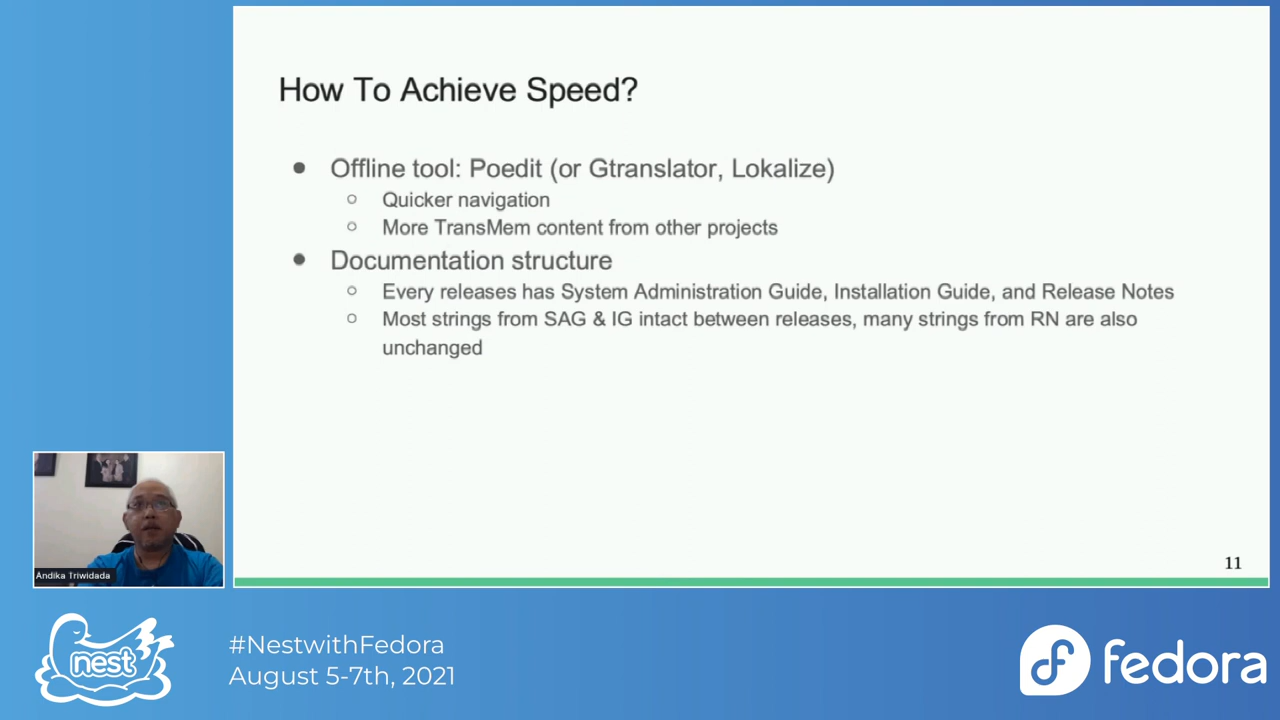 How To Achieve Speed?
● Offline tool: Poedit (or Gtranslator, Lokalize)
○ Quicker navigation
○ More TransMem content from other projects
● Documentation structure
○ Every releases has System Administration Guide, Installation Guide, and Release Notes
○ Most strings from SAG & IG intact between releases, many strings from RN are also
unchanged
11
Andika Triwidada
nest
#NestwithFedora
August 5-7th, 2021
fedora